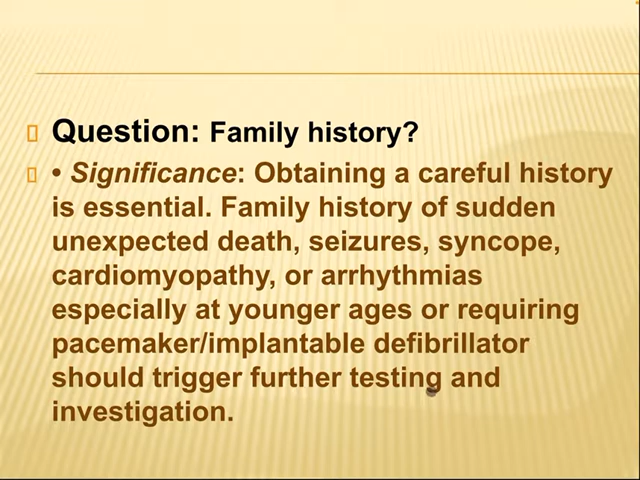 Question: Family history?
• Significance: Obtaining a careful history
is essential. Family history of sudden
unexpected death, seizures, syncope,
cardiomyopathy, or arrhythmias
especially at younger ages or requiring
pacemaker/implantable defibrillator
should trigger further testing and
investigation.